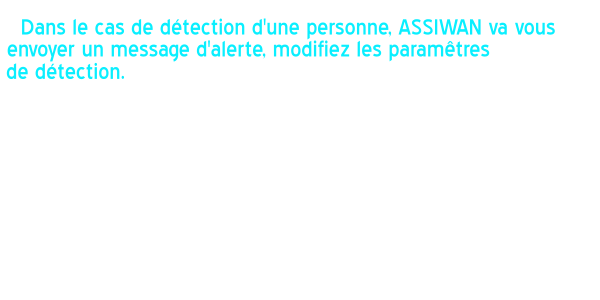 Dans le cas de détection d'une personne, ASSIWAN va vous
envoyer un message d'alerte, modifiez les paramêtres
de détection.